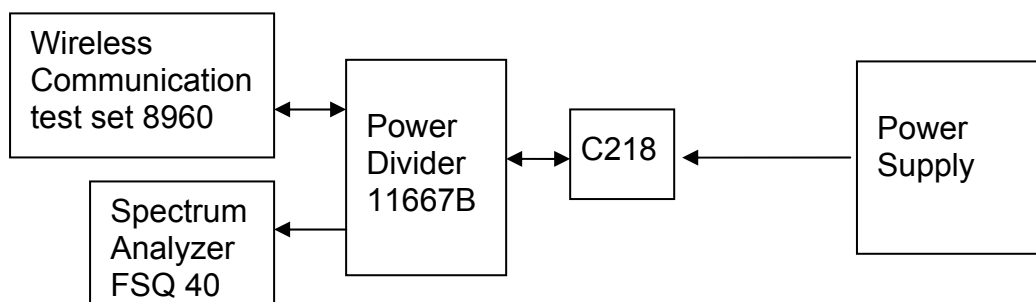 Wireless
Communication
test set 8960
Power
Divider
11667B
C218
Power
Supply
Spectrum
Analyzer
FSQ 40